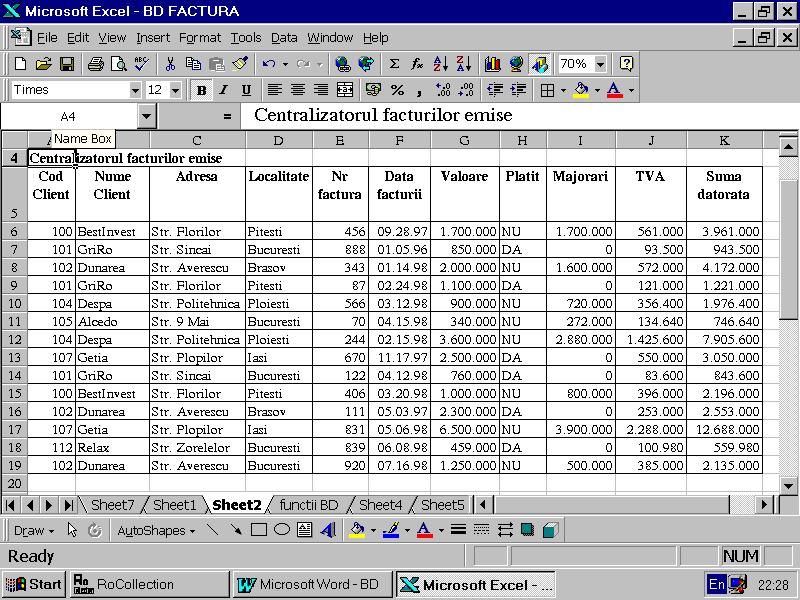 Microsoft Excel - BD FACTURA
File Edit View Insert Format Tools Data Window Help
70%
Times 12 B I U
A4 = Centralizatorul facturilor emise
Name Box
A C D E F G H I J K
4 Centralizatorul facturilor emise
5 Cod Client Nume Client Adresa Localitate Nr factura Data facturii Valoare Platit Majorari TVA Suma datorata
6 100 BestInvest Str. Florilor Pitesti 456 09.28.97 1.700.000 NU 1.700.000 561.000 3.961.000
7 101 GriRo Str. Sincai Bucuresti 888 01.05.96 850.000 DA 0 93.500 943.500
8 102 Dunarea Str. Averescu Brasov 343 01.14.98 2.000.000 NU 1.600.000 572.000 4.172.000
9 101 GriRo Str. Florilor Pitesti 87 02.24.98 1.100.000 DA 0 121.000 1.221.000
10 104 Despa Str. Politehnica Ploiesti 566 03.12.98 900.000 NU 720.000 356.400 1.976.400
11 105 Alcedo Str. 9 Mai Bucuresti 70 04.15.98 340.000 NU 272.000 134.640 746.640
12 104 Despa Str. Politehnica Ploiesti 244 02.15.98 3.600.000 NU 2.880.000 1.425.600 7.905.600
13 107 Getia Str. Plopilor Iasi 670 11.17.97 2.500.000 DA 0 550.000 3.050.000
14 101 GriRo Str. Sincai Bucuresti 122 04.12.98 760.000 DA 0 83.600 843.600
15 100 BestInvest Str. Florilor Pitesti 406 03.20.98 1.000.000 NU 800.000 396.000 2.196.000
16 102 Dunarea Str. Averescu Brasov 111 05.03.97 2.300.000 DA 0 253.000 2.553.000
17 107 Getia Str. Plopilor Iasi 831 05.06.98 6.500.000 NU 3.900.000 2.288.000 12.688.000
18 112 Relax Str. Zorelelor Bucuresti 839 06.08.98 459.000 DA 0 100.980 559.980
19 102 Dunarea Str. Averescu Bucuresti 920 07.16.98 1.250.000 NU 500.000 385.000 2.135.000
20
Sheet7 Sheet1 Sheet2 functii BD Sheet4 Sheet5
Draw AutoShapes
Ready NUM
Start RoCollection Microsoft Word - BD Microsoft Excel - ... En 22:28